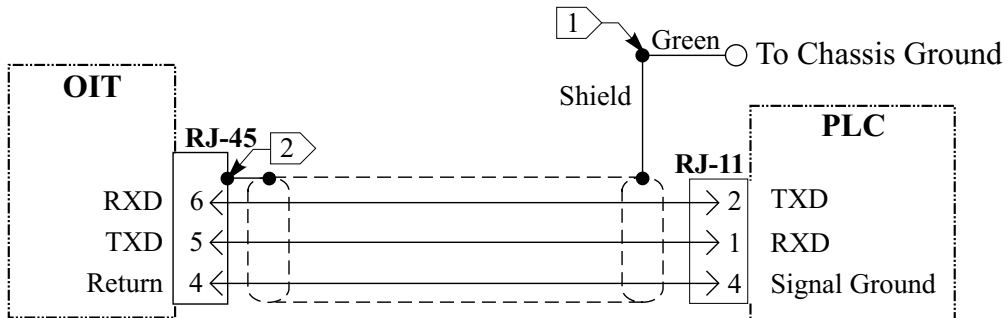 1
Green
To Chassis Ground
OIT
Shield
PLC
RJ-45
2
RJ-11
RXD 6 2 TXD
TXD 5 1 RXD
Return 4 4 Signal Ground